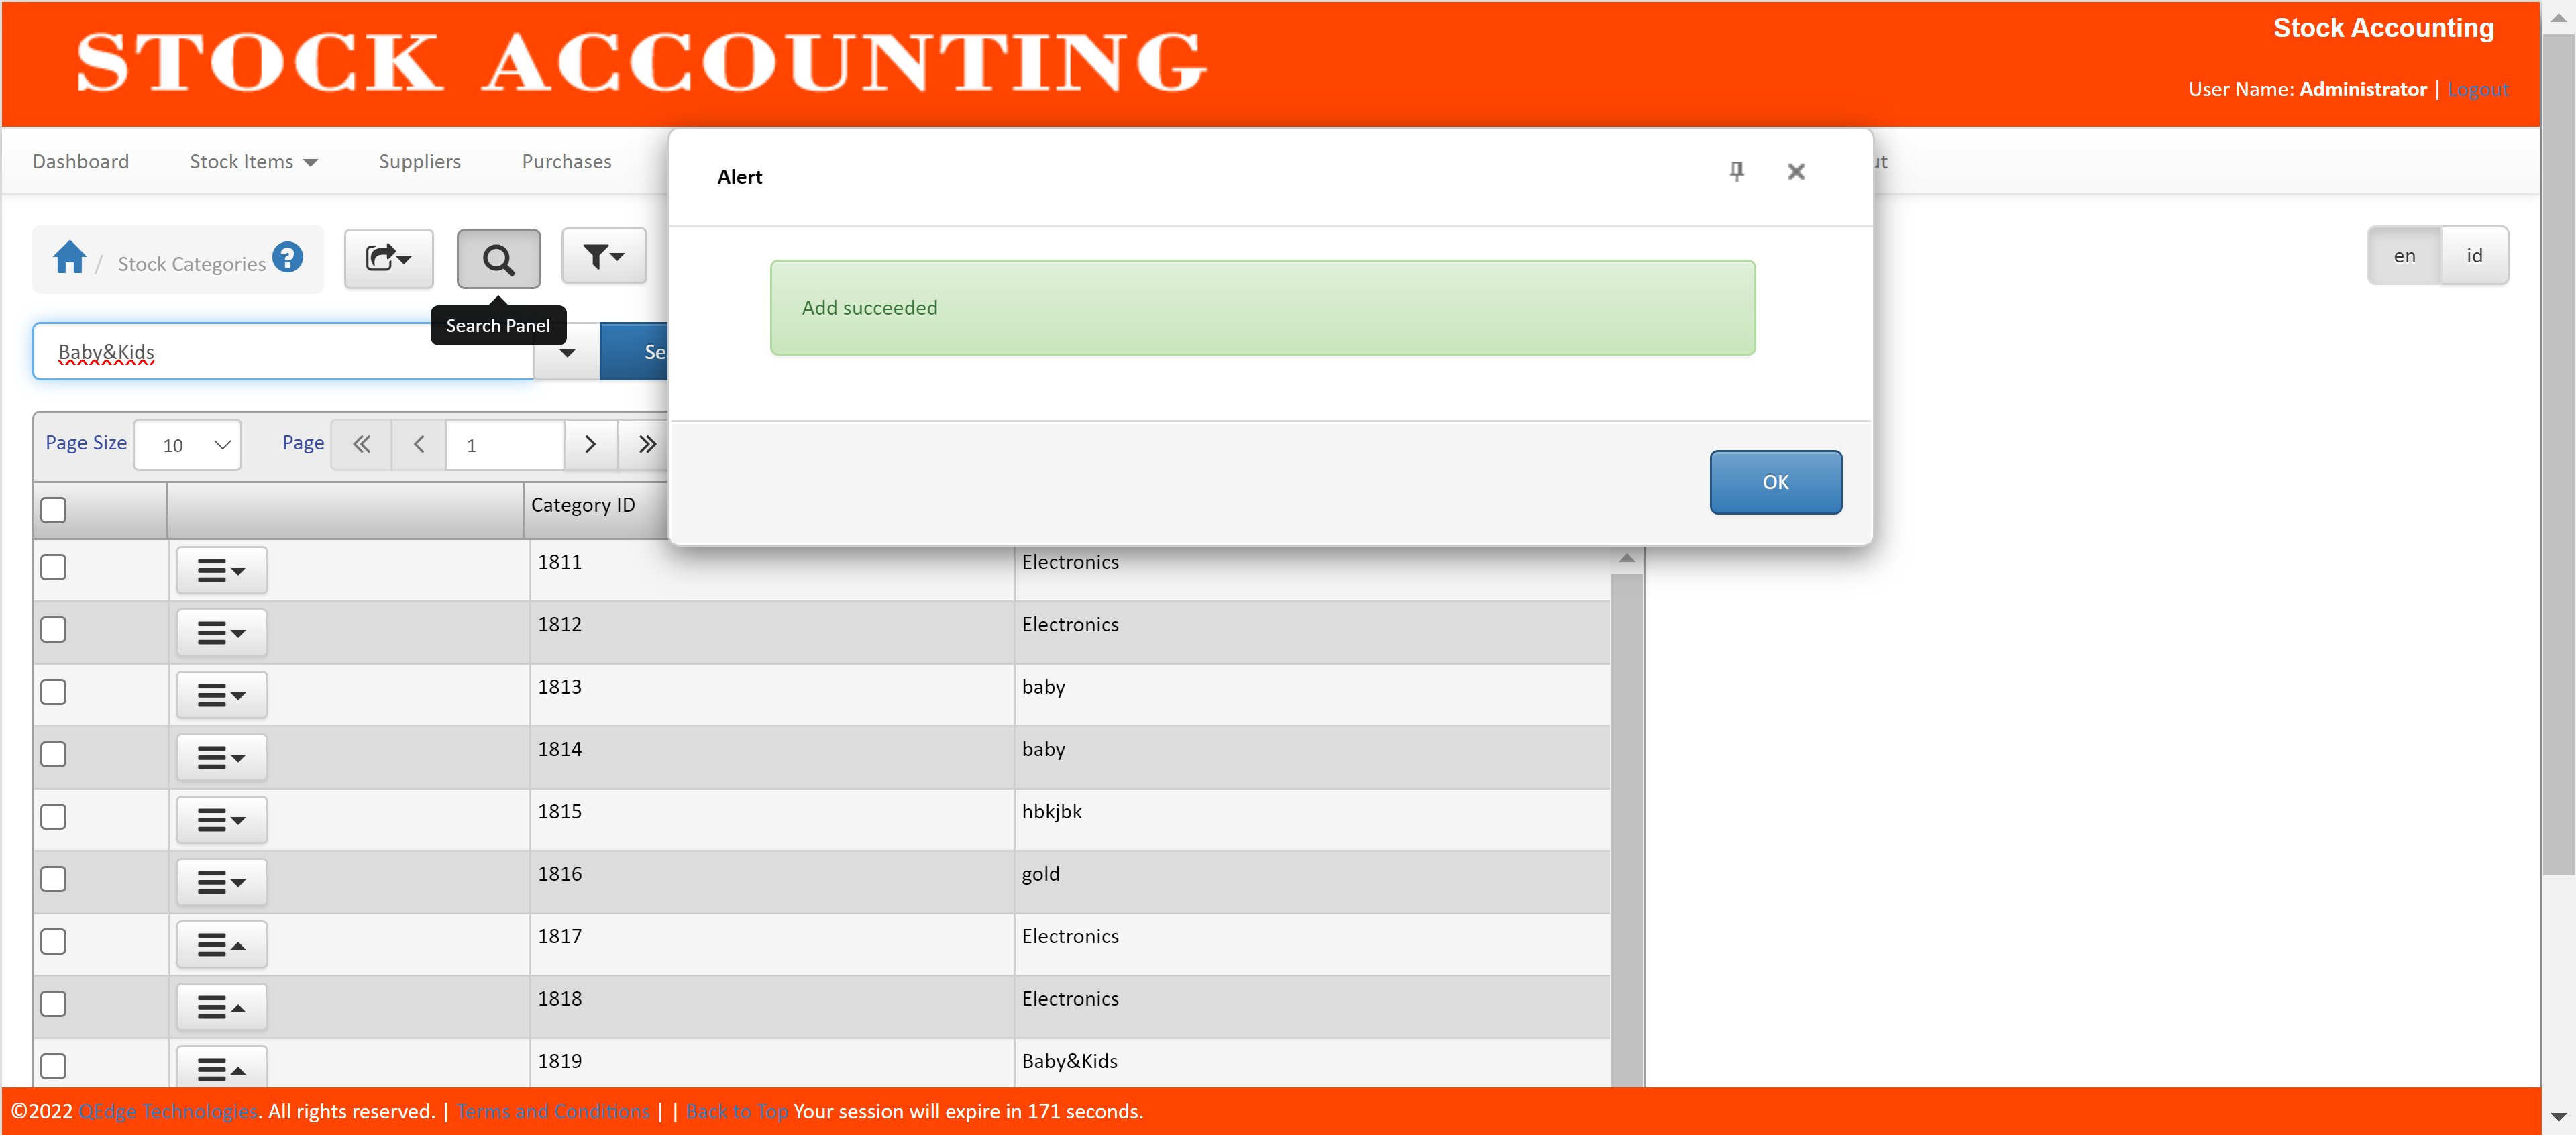 STOCK ACCOUNTING
Stock Accounting
User Name: Administrator | Logout
Dashboard Stock Items Suppliers Purchases ut
Alert
/ Stock Categories ?
en id
Add succeeded
Search Panel
Baby&Kids Se
Page Size 10 Page 1
OK
Category ID
1811 Electronics
1812 Electronics
1813 baby
1814 baby
1815 hbkjbk
1816 gold
1817 Electronics
1818 Electronics
1819 Baby&Kids
©2022 QEdge Technologies. All rights reserved. | Terms and Conditions | | Back to Top Your session will expire in 171 seconds.